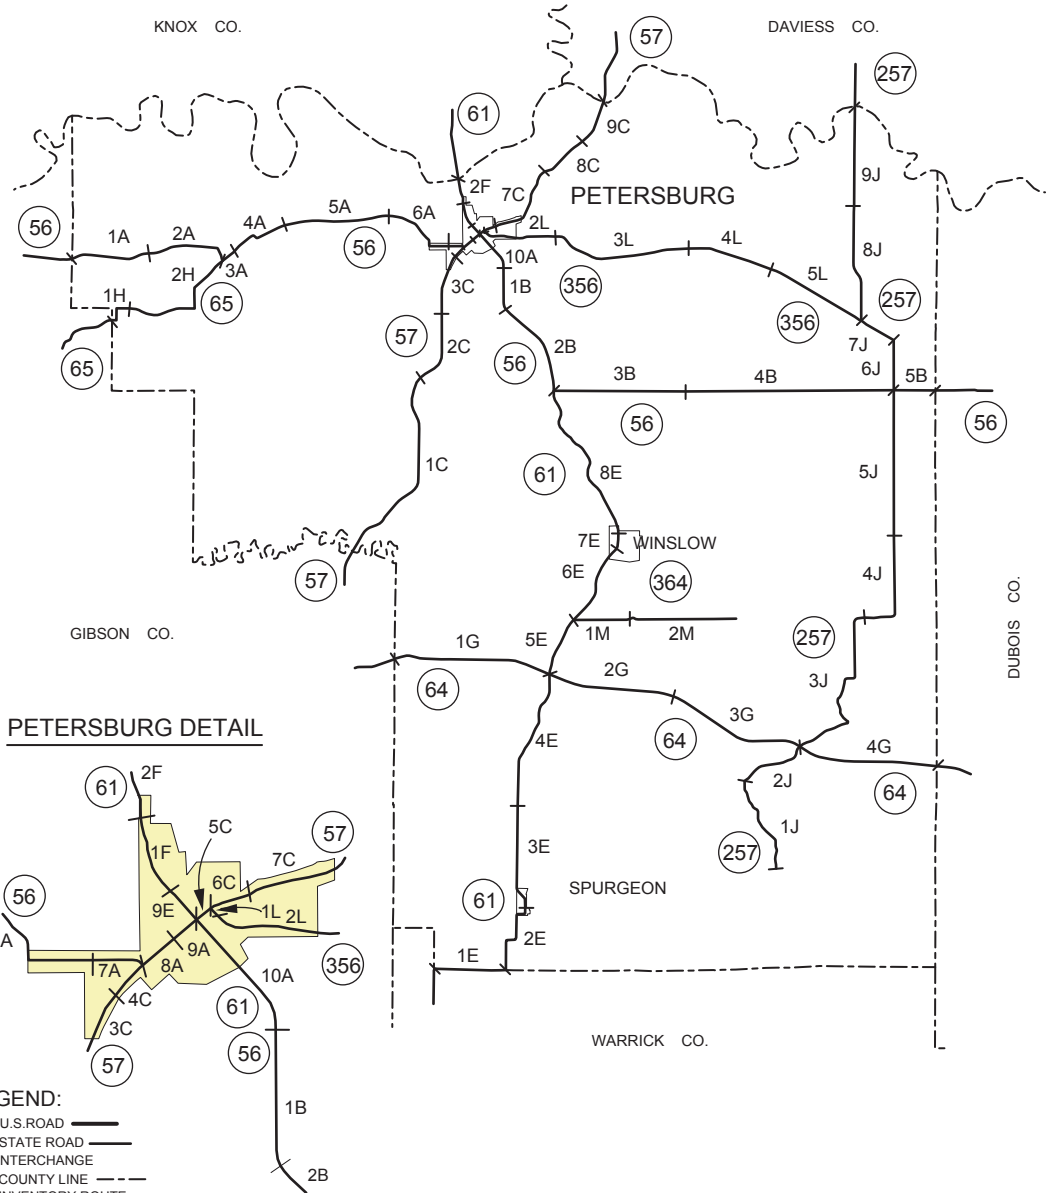 KNOX CO.
DAVIESS CO.
57
257
61
9C
8C
9J
2F
7C
PETERSBURG
56
1A
2A
4A
5A
6A
2L
3L
4L
8J
56
10A
2H
3A
3C
1B
356
5L
257
1H
65
356
57
2C
2B
56
7J
65
3B
4B
6J
5B
56
56
1C
61
8E
5J
7E
WINSLOW
57
6E
364
4J
GIBSON CO.
1G
5E
1M
2M
257
DUBOIS CO.
64
2G
3J
PETERSBURG DETAIL
4E
64
3G
4G
2F
61
2J
64
5C
57
1J
1F
7C
3E
257
6C
56
SPURGEON
9E
1L
2L
61
A
9A
2E
7A
8A
10A
356
1E
4C
61
3C
57
56
WARRICK CO.
GEND:
1B
U.S.ROAD
STATE ROAD
NTERCHANGE
COUNTY LINE
2B
INVENTORY ROUTE